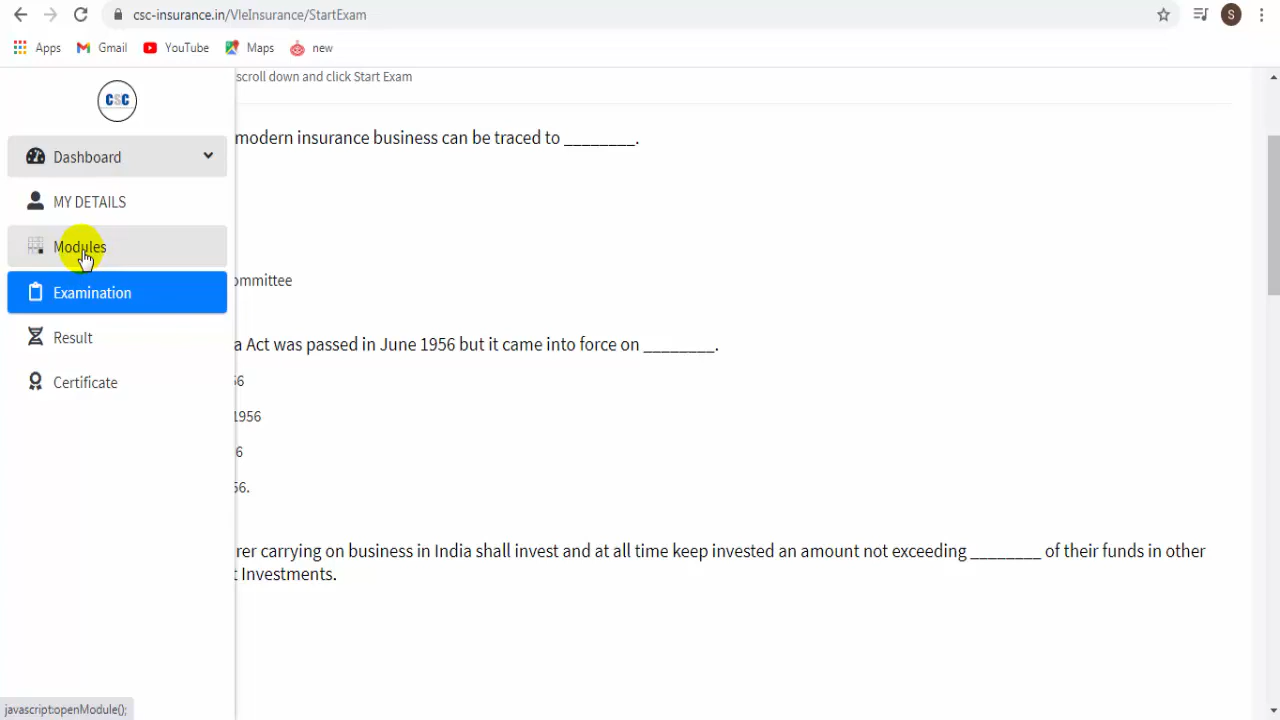 csc-insurance.in/VleInsurance/StartExam
S
Apps
Gmail
YouTube
Maps
new
scroll down and click Start Exam
CSC
modern insurance business can be traced to ________.
Dashboard
MY DETAILS
Modules
ommittee
Examination
Result
a Act was passed in June 1956 but it came into force on ________.
56
Certificate
1956
6
56.
rer carrying on business in India shall invest and at all time keep invested an amount not exceeding ________ of their funds in other
t Investments.
javascript:openModule();